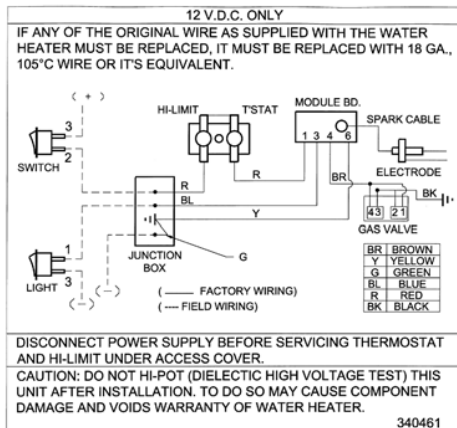 12 V.D.C. ONLY
IF ANY OF THE ORIGINAL WIRE AS SUPPLIED WITH THE WATER
HEATER MUST BE REPLACED, IT MUST BE REPLACED WITH 18 GA.,
105°C WIRE OR IT'S EQUIVALENT.
( + )
HI-LIMIT T'STAT
MODULE BD.
SPARK CABLE
3
2
SWITCH
1 3 4 6
ELECTRODE
R
R
BR
BL
Y
BK
4 3 2 1
GAS VALVE
1
3
LIGHT
JUNCTION
BOX
G
(-) (-)
( —— FACTORY WIRING)
( ---- FIELD WIRING)
BR BROWN
Y YELLOW
G GREEN
BL BLUE
R RED
BK BLACK
DISCONNECT POWER SUPPLY BEFORE SERVICING THERMOSTAT
AND HI-LIMIT UNDER ACCESS COVER.
CAUTION: DO NOT HI-POT (DIELECTIC HIGH VOLTAGE TEST) THIS
UNIT AFTER INSTALLATION. TO DO SO MAY CAUSE COMPONENT
DAMAGE AND VOIDS WARRANTY OF WATER HEATER.
340461